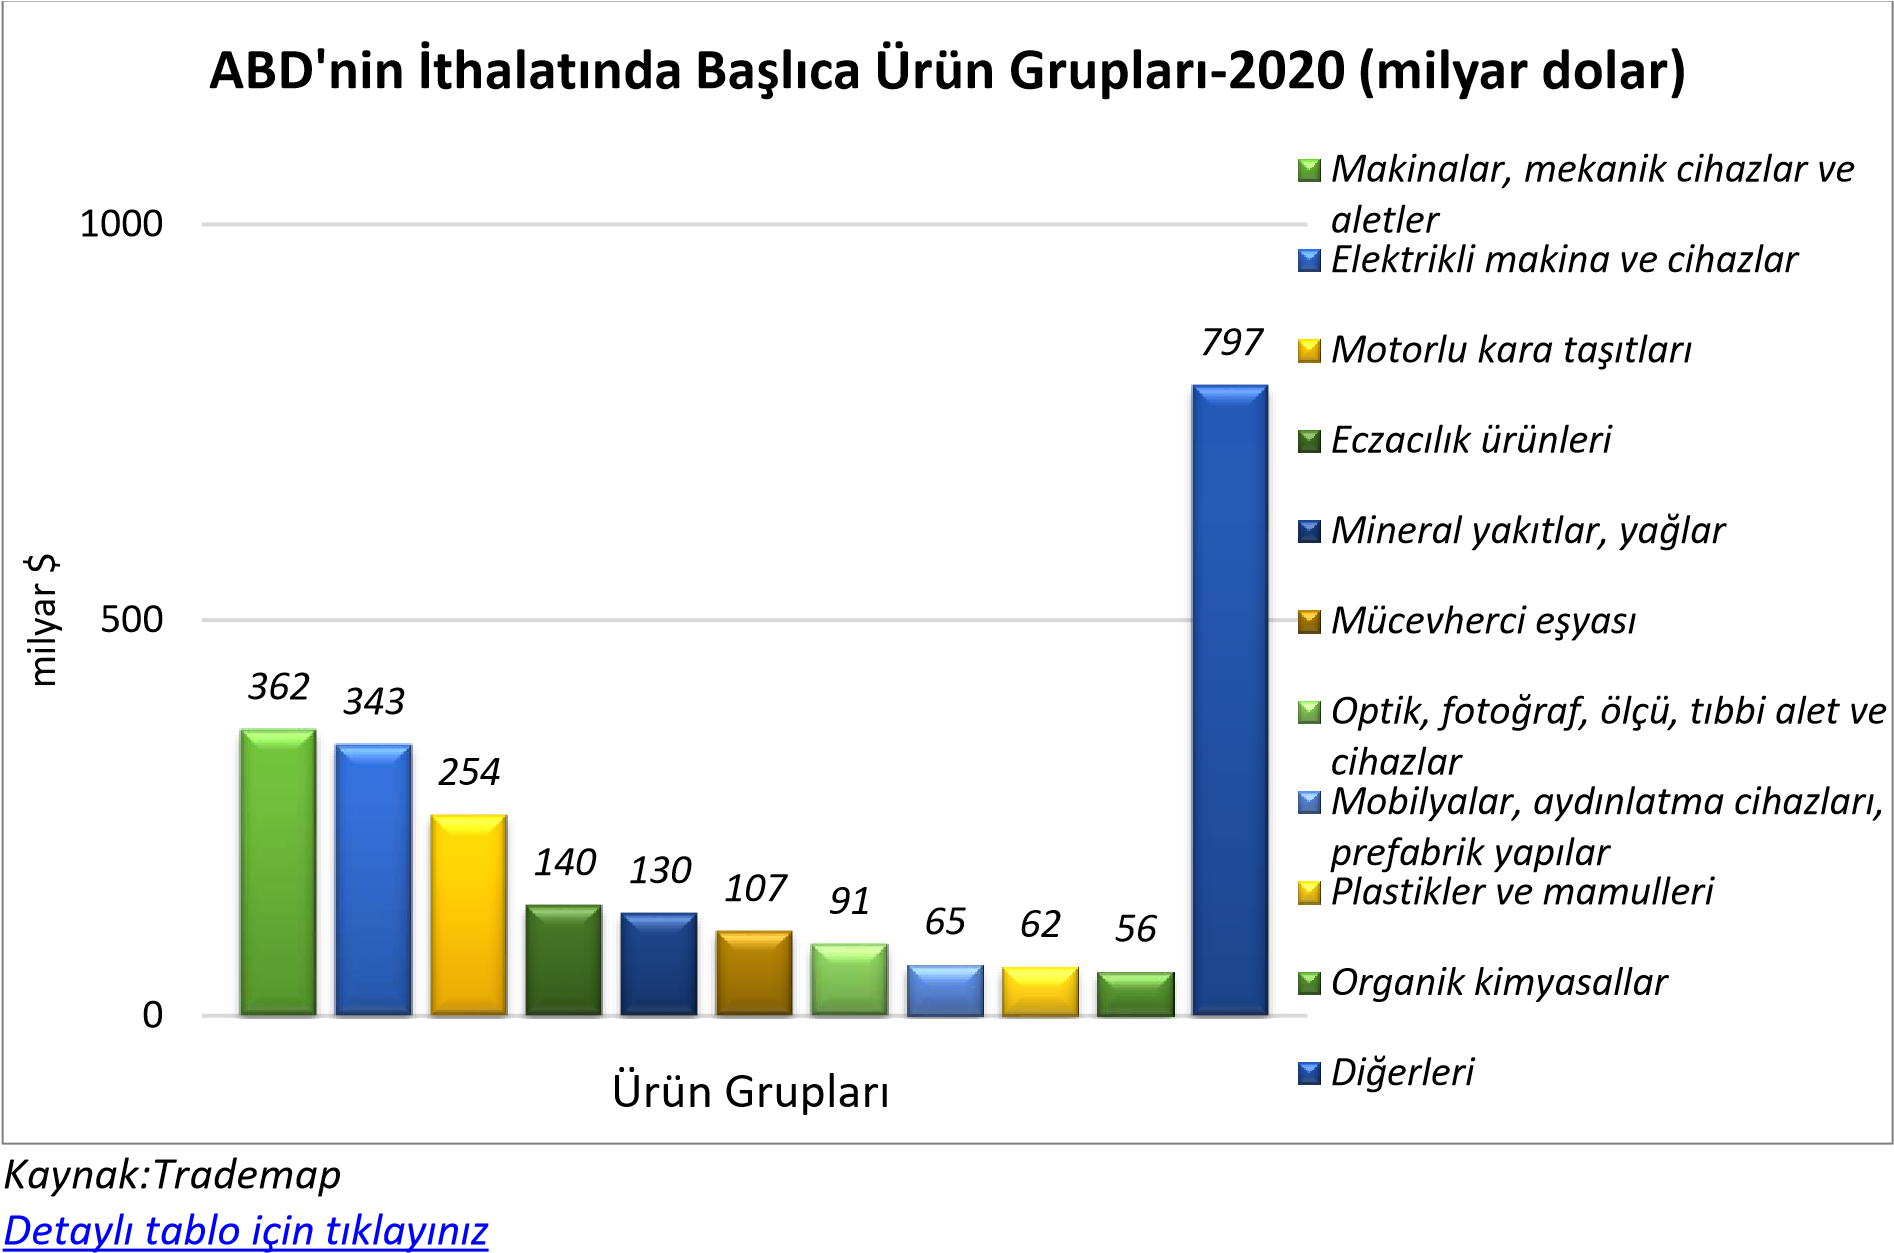 ABD'nin İthalatında Başlıca Ürün Grupları-2020 (milyar dolar)
1000
500
0
milyar $
362
343
254
140
130
107
91
65
62
56
797
Ürün Grupları
Makinalar, mekanik cihazlar ve
aletler
Elektrikli makina ve cihazlar
Motorlu kara taşıtları
Eczacılık ürünleri
Mineral yakıtlar, yağlar
Mücevherci eşyası
Optik, fotoğraf, ölçü, tıbbi alet ve
cihazlar
Mobilyalar, aydınlatma cihazları,
prefabrik yapılar
Plastikler ve mamulleri
Organik kimyasallar
Diğerleri
Kaynak:Trademap
Detaylı tablo için tıklayınız